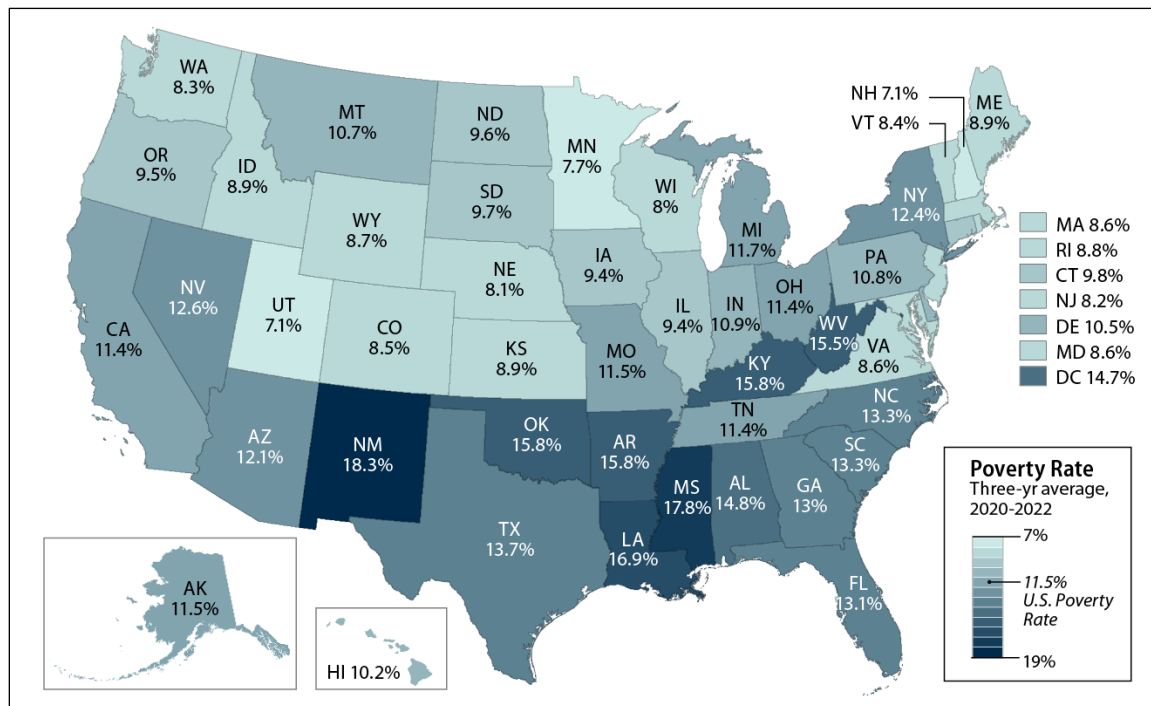 WA
8.3%
OR
9.5%
ID
8.9%
MT
10.7%
ND
9.6%
MN
7.7%
SD
9.7%
WY
8.7%
WI
8%
MI
11.7%
NH 7.1%
VT 8.4%
ME
8.9%
NY
12.4%
MA 8.6%
RI 8.8%
CT 9.8%
NJ 8.2%
DE 10.5%
MD 8.6%
DC 14.7%
PA
10.8%
CA
11.4%
NV
12.6%
UT
7.1%
CO
8.5%
NE
8.1%
KS
8.9%
IA
9.4%
MO
11.5%
IL
9.4%
IN
10.9%
OH
11.4%
WV
15.5%
VA
8.6%
KY
15.8%
TN
11.4%
NC
13.3%
SC
13.3%
AZ
12.1%
NM
18.3%
OK
15.8%
AR
15.8%
MS
17.8%
AL
14.8%
GA
13%
TX
13.7%
LA
16.9%
FL
13.1%
AK
11.5%
HI 10.2%
Poverty Rate
Three-yr average,
2020-2022
7%
11.5%
U.S. Poverty
Rate
19%